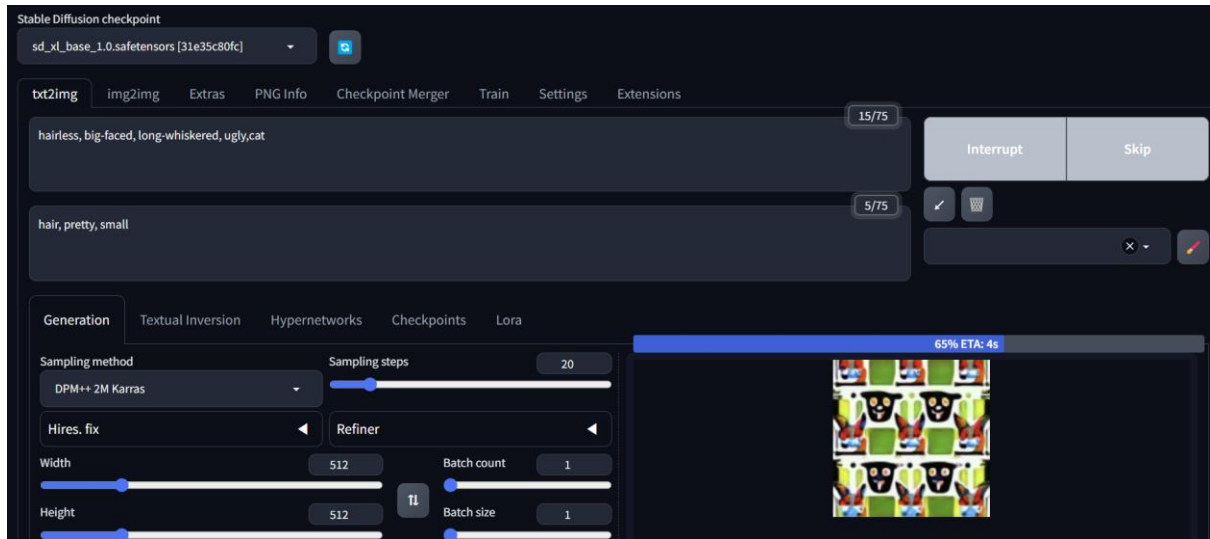 Stable Diffusion checkpoint
sd_xl_base_1.0.safetensors [31e35c80fc]
txt2img img2img Extras PNG Info Checkpoint Merger Train Settings Extensions
15/75
hairless, big-faced, long-whiskered, ugly,cat
Interrupt Skip
5/75
hair, pretty, small
Generation Textual Inversion Hypernetworks Checkpoints Lora
65% ETA: 4s
Sampling method Sampling steps 20
DPM++ 2M Karras
Hires. fix Refiner
Width 512 Batch count 1
Height 512 Batch size 1